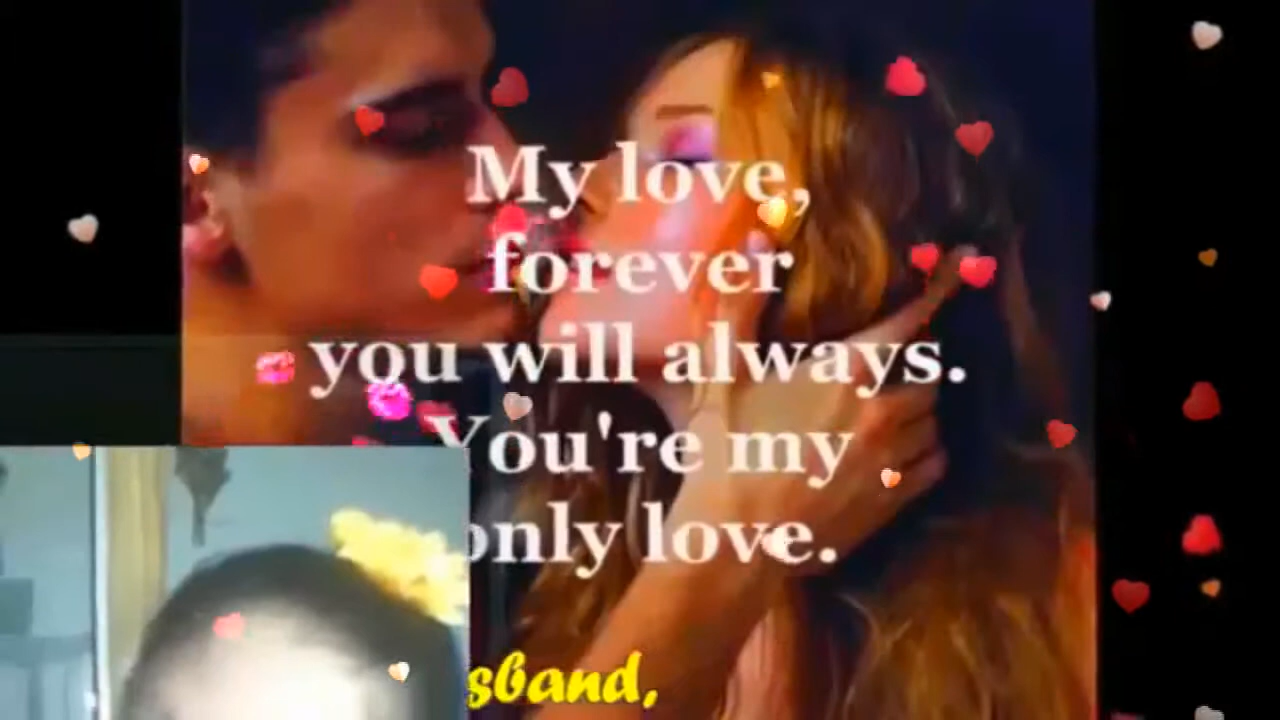 My love,
forever
you will always.
You're my
only love.
sband,